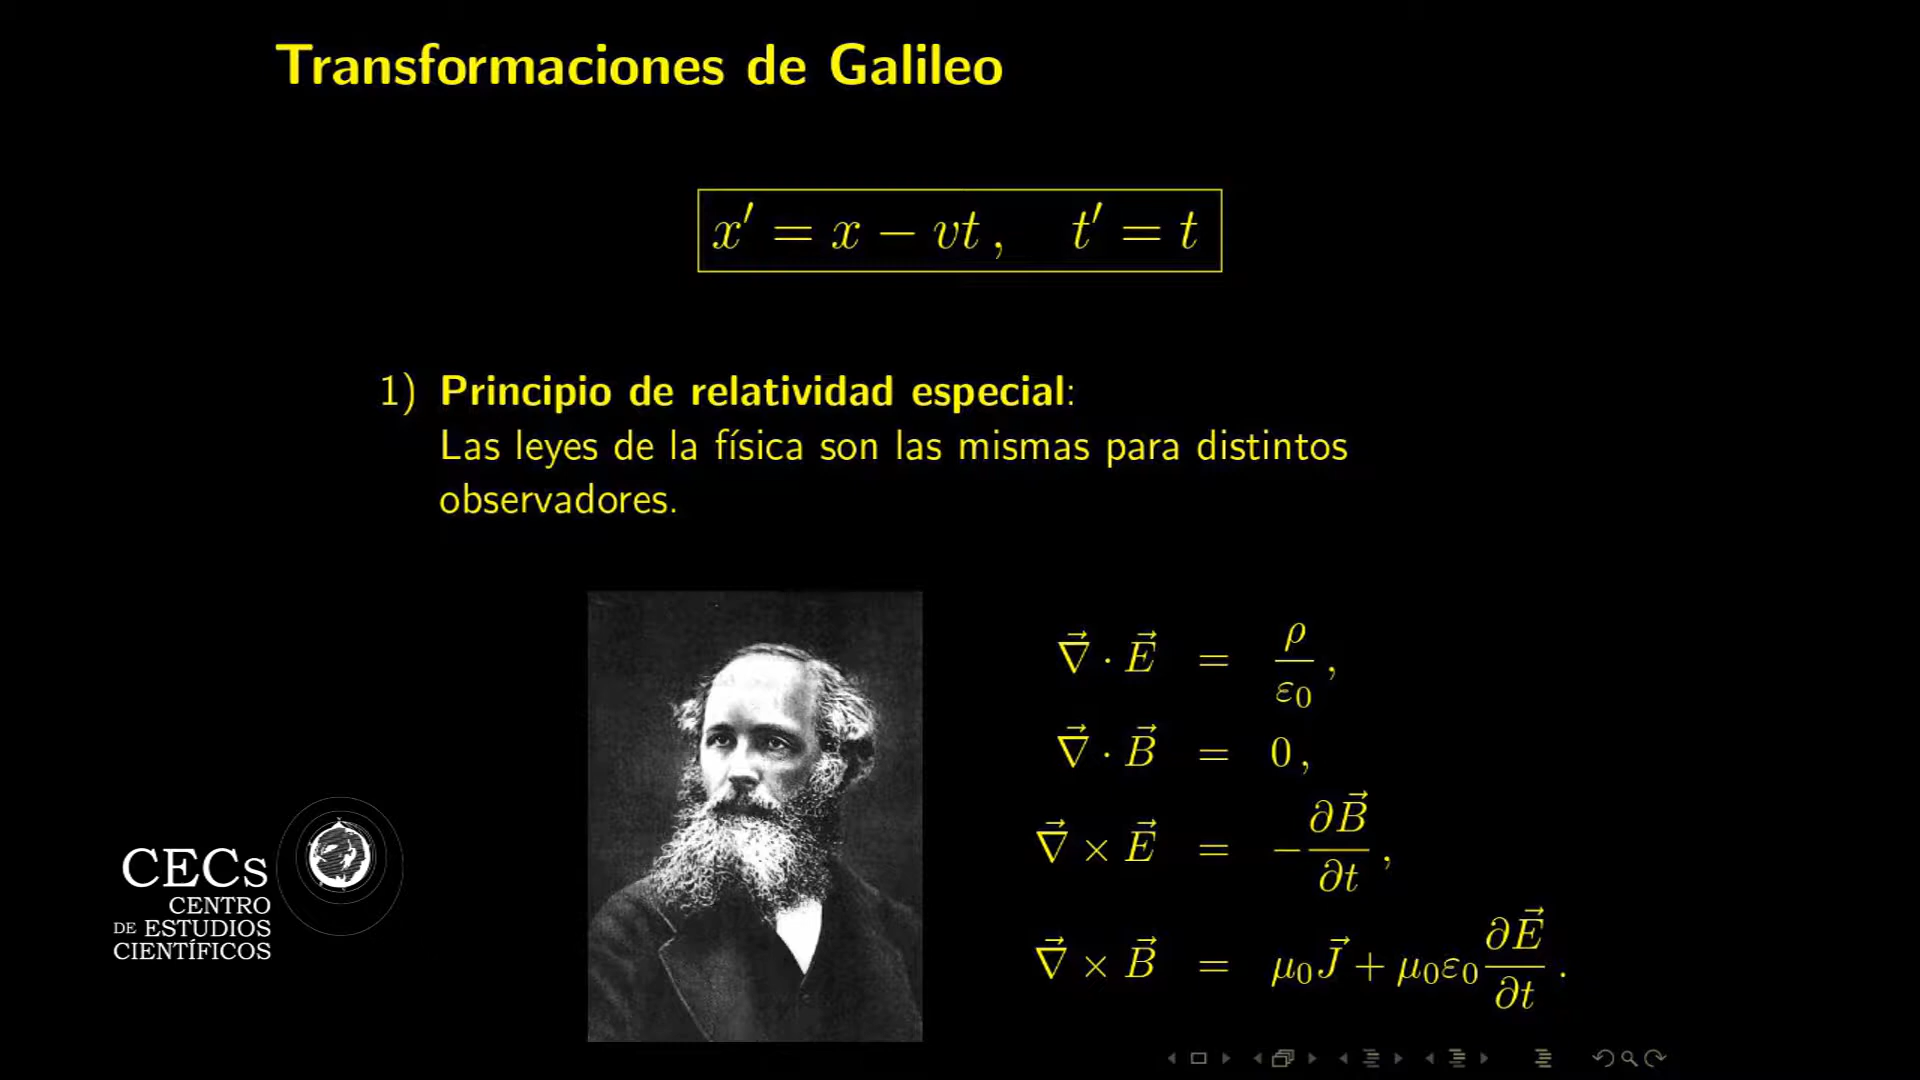 Transformaciones de Galileo
x′ = x − vt ,   t′ = t
1) Principio de relatividad especial:
Las leyes de la física son las mismas para distintos
observadores.
∇⃗ · E⃗ = ρ/ε₀ ,
∇⃗ · B⃗ = 0 ,
∇⃗ × E⃗ = −∂B⃗/∂t ,
∇⃗ × B⃗ = μ₀J⃗ + μ₀ε₀ ∂E⃗/∂t .
CECs
CENTRO
DE ESTUDIOS
CIENTÍFICOS